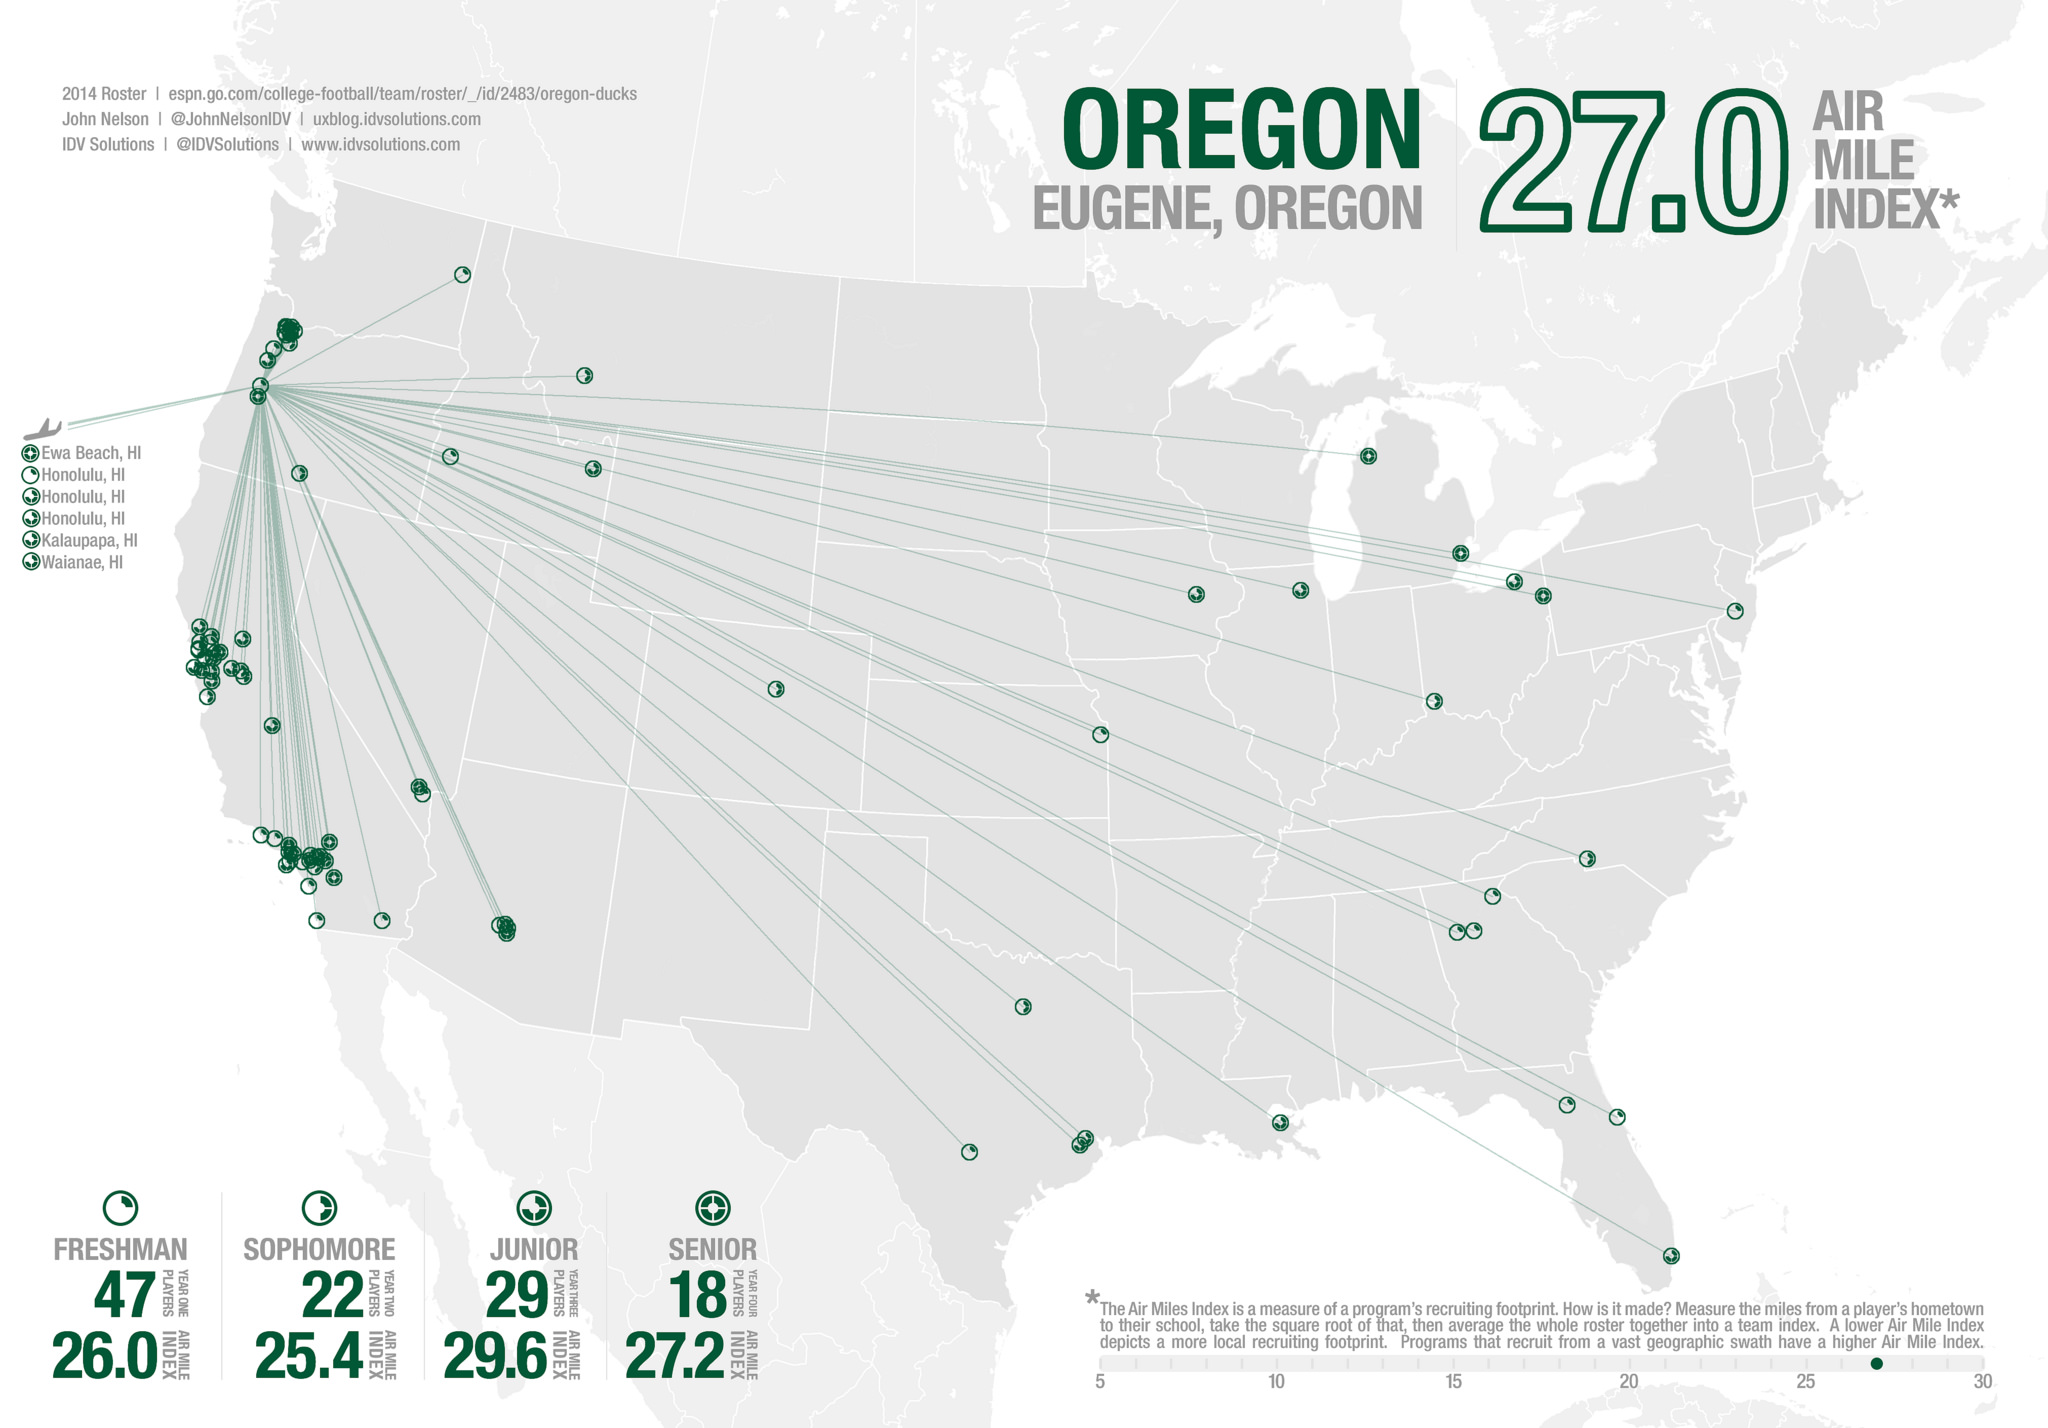 2014 Roster | espn.go.com/college-football/team/roster/_/id/2483/oregon-ducks
John Nelson | @JohnNelsonIDV | uxblog.idvsolutions.com
IDV Solutions | @IDVSolutions | www.idvsolutions.com
OREGON
EUGENE, OREGON
27.0
AIR
MILE
INDEX*
Ewa Beach, HI
Honolulu, HI
Honolulu, HI
Honolulu, HI
Kalaupapa, HI
Waianae, HI
FRESHMAN
47
YEAR ONE
PLAYERS
26.0
AIR MILE
INDEX
SOPHOMORE
22
YEAR TWO
PLAYERS
25.4
AIR MILE
INDEX
JUNIOR
29
YEAR THREE
PLAYERS
29.6
AIR MILE
INDEX
SENIOR
18
YEAR FOUR
PLAYERS
27.2
AIR MILE
INDEX
*The Air Miles Index is a measure of a program's recruiting footprint. How is it made? Measure the miles from a player's hometown
to their school, take the square root of that, then average the whole roster together into a team index. A lower Air Mile Index
depicts a more local recruiting footprint. Programs that recruit from a vast geographic swath have a higher Air Mile Index.
5 10 15 20 25 30